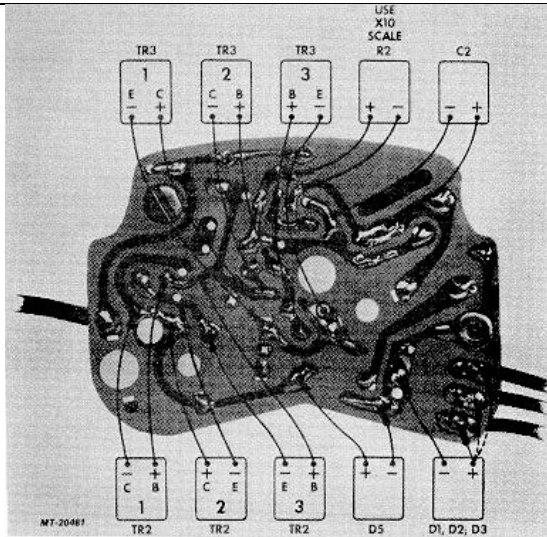 USE
X10
SCALE
TR3 TR3 TR3 R2 C2
1 2 3
E C C B B E
− + − + + − + − − +
− + + − − + + − − +
C B C E E B
1 2 3
MT-20461 TR2 TR2 TR2 D5 D1, D2; D3